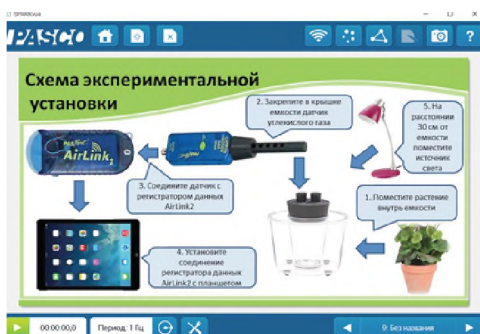 SPARKvue
PASCO
?
Схема экспериментальной
установки
2. Закрепите в крышке
емкости датчик
углекислого газа
5. На
расстоянии
30 см от
емкости
поместите
источник
света
AirLink
3. Соедините датчик с
регистратором данных
AirLink2
1. Поместите растение
внутрь емкости
4. Установите
соединение
регистратора данных
AirLink2 с планшетом
00:00:00,0
Период: 1 Гц
9: Без названия